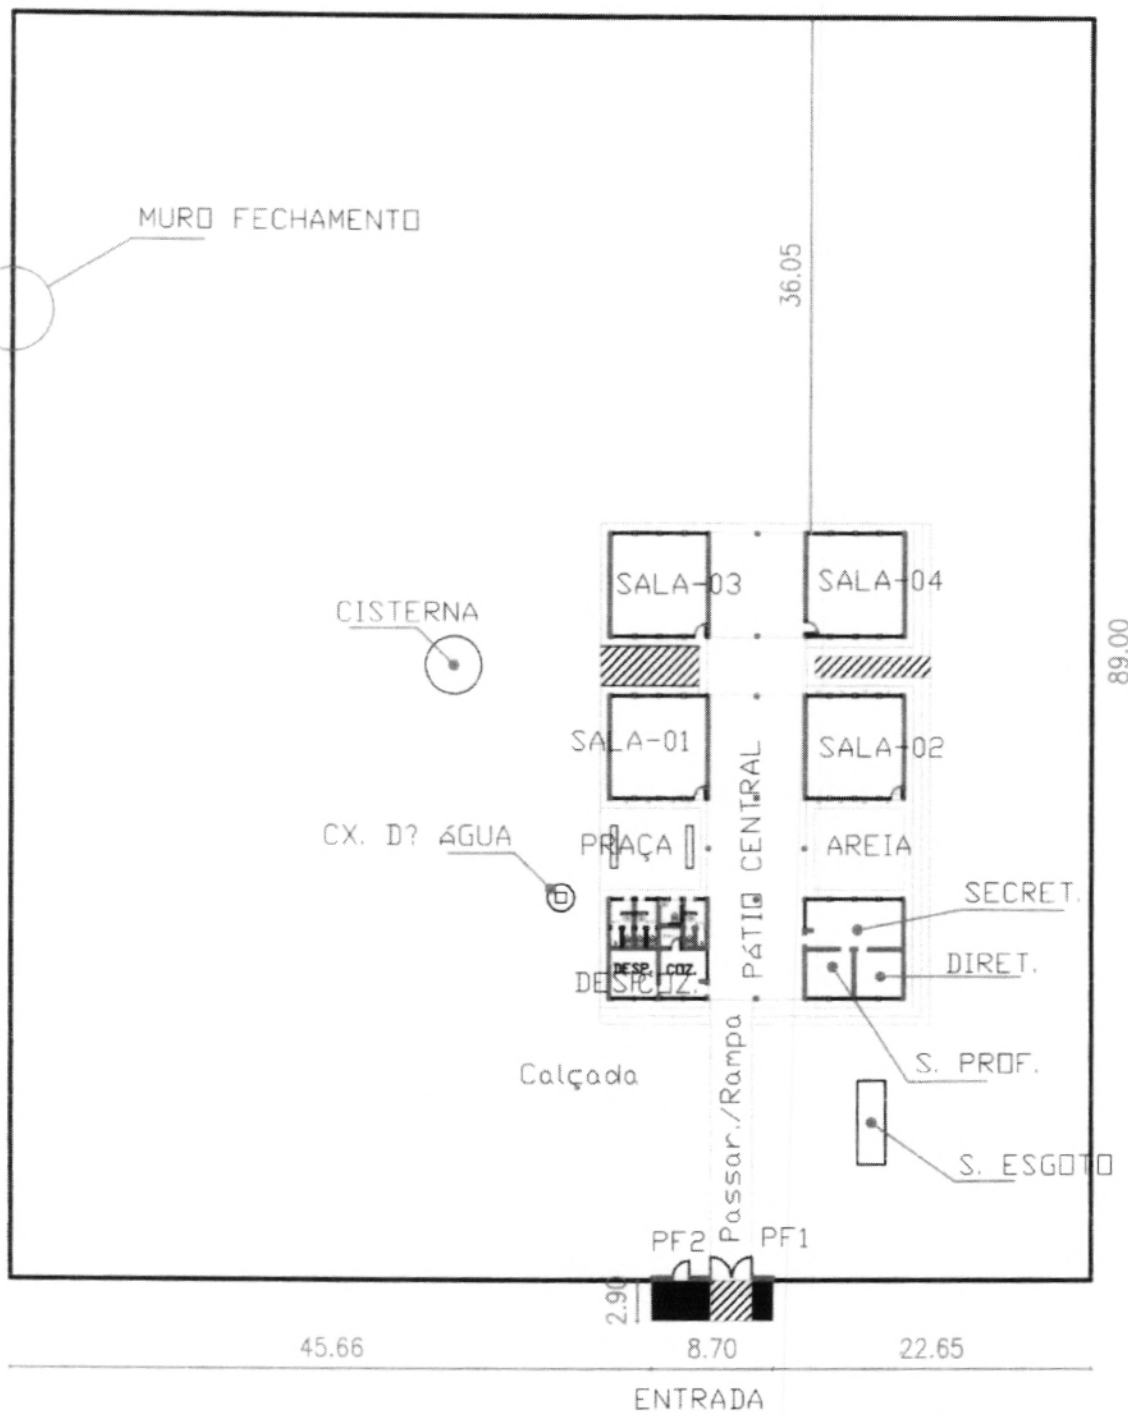 MURO FECHAMENTO
36.05
SALA-03
SALA-04
CISTERNA
89.00
SALA-01
SALA-02
PÁTIO CENTRAL
CX. D? áGUA
PRAÇA
AREIA
SECRET.
DESP.
COZ.
DESP.
COZ.
DIRET.
S. PROF.
Calçada
Passar./Rampa
S. ESGOTO
PF2
PF1
2.90
45.66
8.70
22.65
ENTRADA